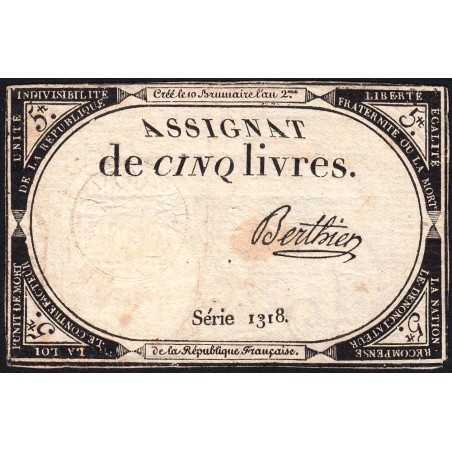 Créé le 10 Brumaire l'an 2.me
UNITÉ INDIVISIBILITÉ
DE LA RÉPUBLIQUE
5#
LIBERTÉ ÉGALITÉ
FRATERNITÉ OU LA MORT
5#
ASSIGNAT
de CINQ livres.
Berthier
Série 1318.
LA LOI PUNIT DE MORT
LE CONTREFACTEUR
5#
LA NATION RÉCOMPENSE
LE DÉNONCIATEUR
5#
de la République Française.